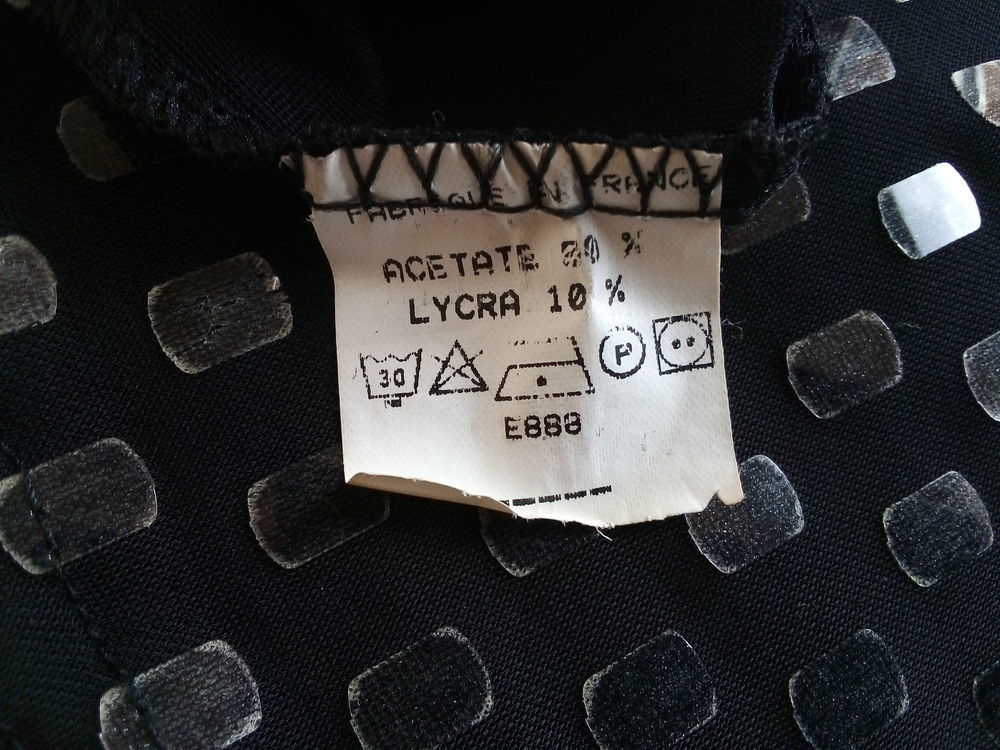 FABRIQUE EN FRANCE
ACETATE 90 %
LYCRA 10 %
30 P
E888